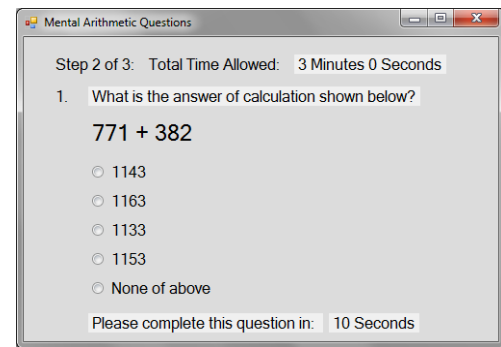 Mental Arithmetic Questions
Step 2 of 3: Total Time Allowed: 3 Minutes 0 Seconds
1. What is the answer of calculation shown below?
771 + 382
1143
1163
1133
1153
None of above
Please complete this question in: 10 Seconds